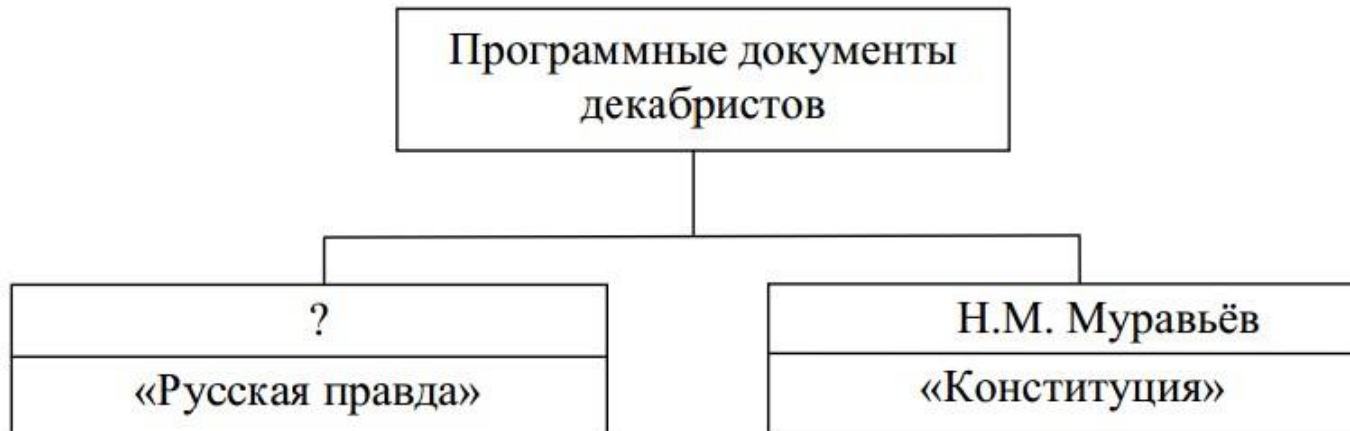 Программные документы
декабристов
?
Н.М. Муравьёв
«Русская правда»
«Конституция»